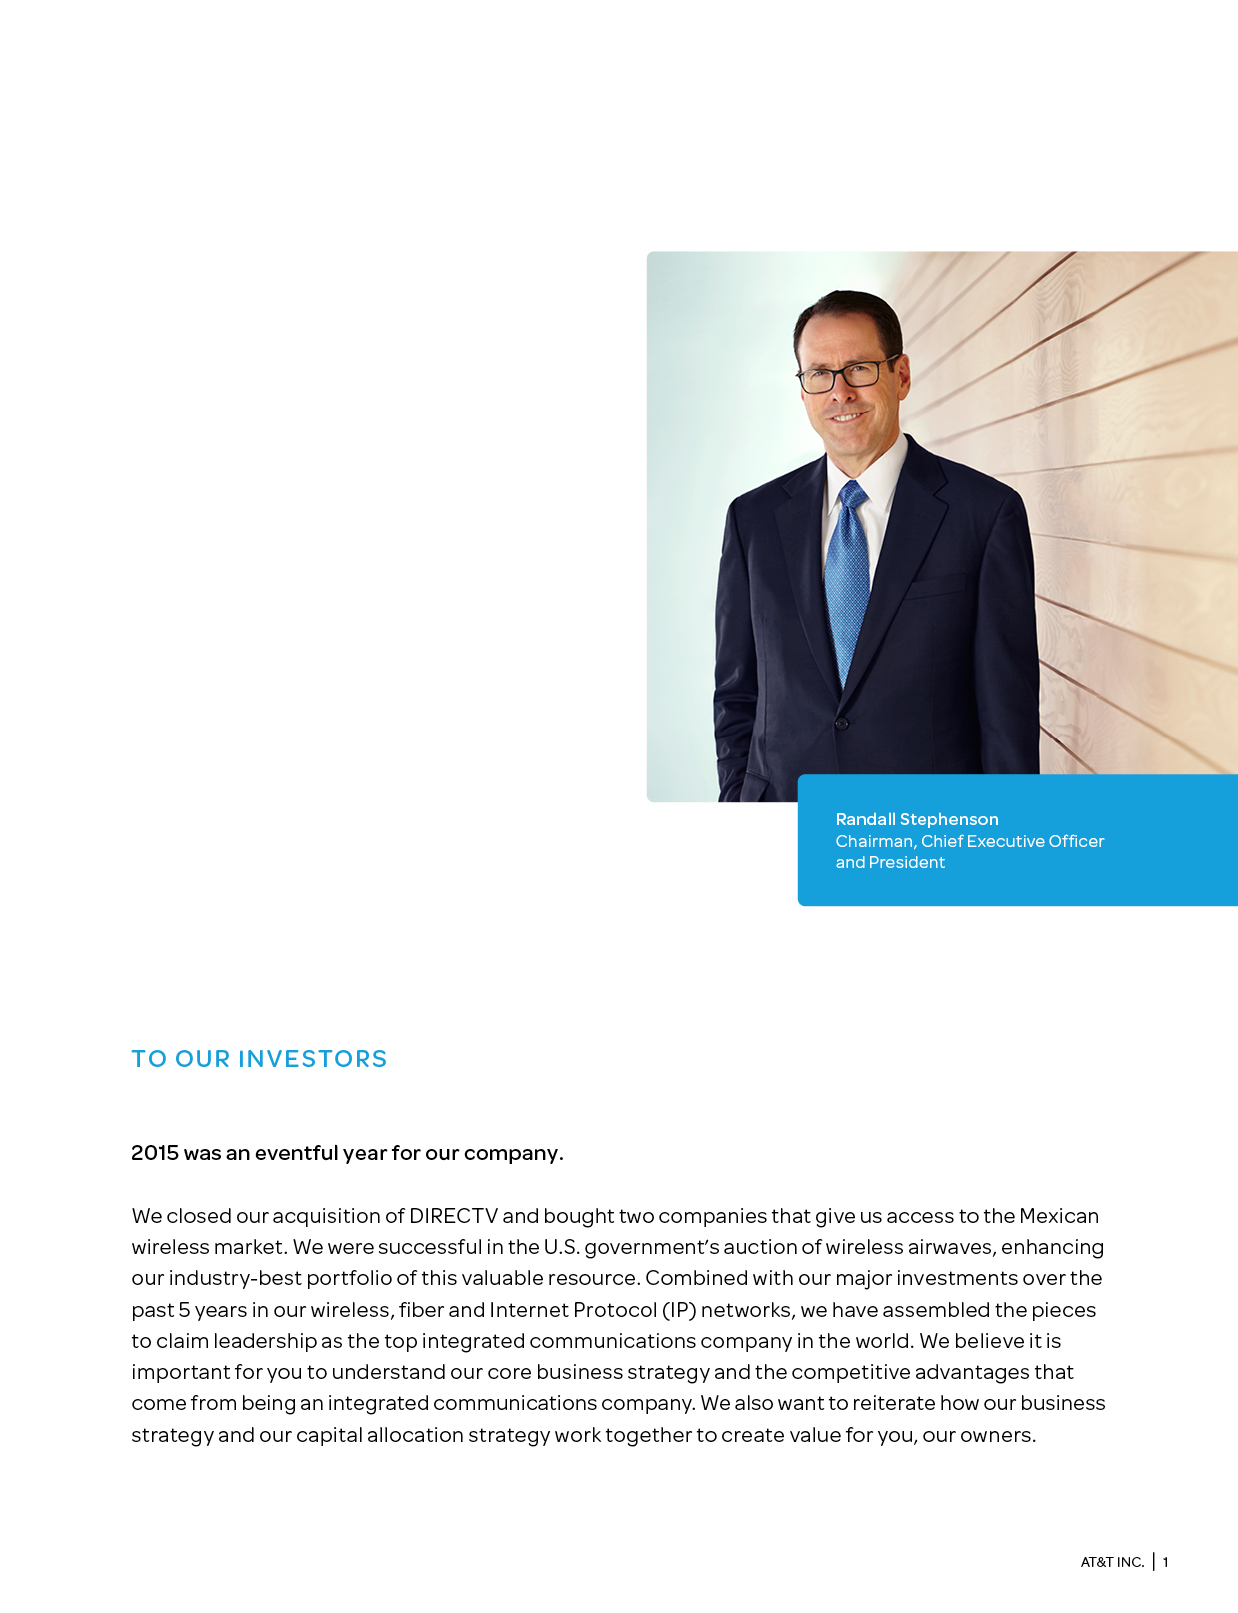 Randall Stephenson
Chairman, Chief Executive Officer
and President
TO OUR INVESTORS
2015 was an eventful year for our company.
We closed our acquisition of DIRECTV and bought two companies that give us access to the Mexican
wireless market. We were successful in the U.S. government’s auction of wireless airwaves, enhancing
our industry-best portfolio of this valuable resource. Combined with our major investments over the
past 5 years in our wireless, fiber and Internet Protocol (IP) networks, we have assembled the pieces
to claim leadership as the top integrated communications company in the world. We believe it is
important for you to understand our core business strategy and the competitive advantages that
come from being an integrated communications company. We also want to reiterate how our business
strategy and our capital allocation strategy work together to create value for you, our owners.
AT&T INC. | 1